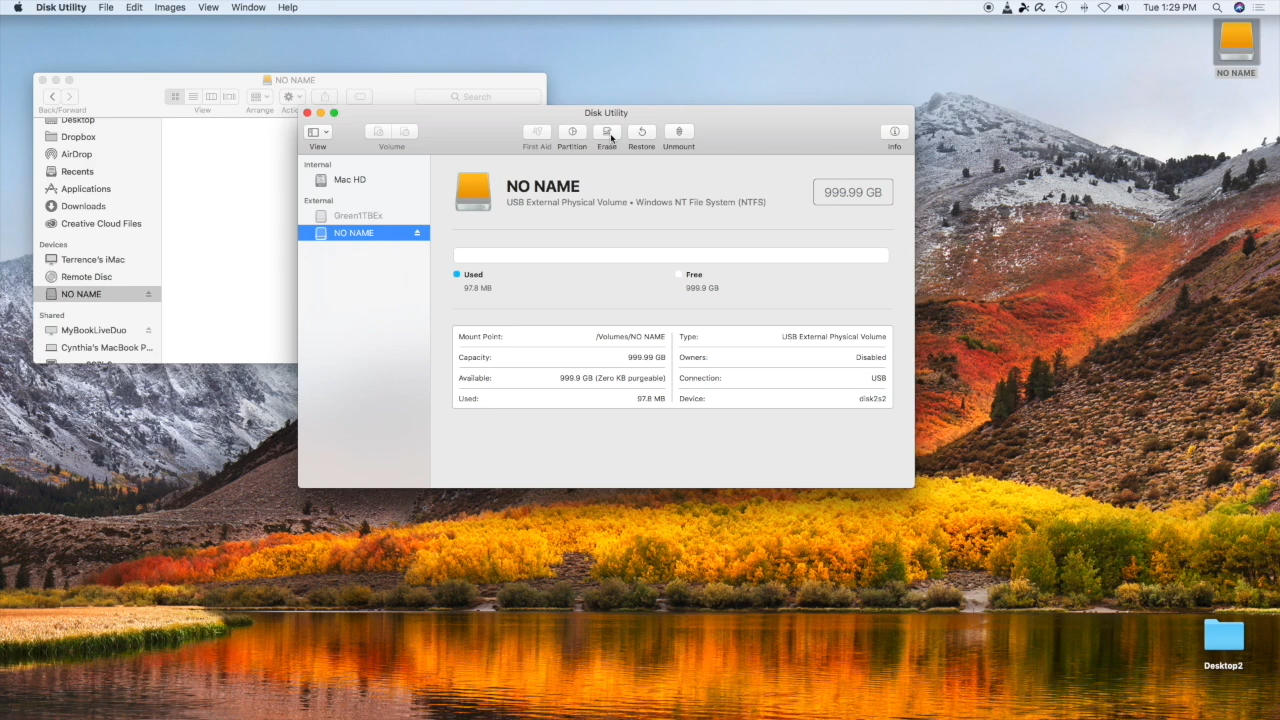 Disk Utility File Edit Images View Window Help
Tue 1:29 PM
NO NAME
NO NAME
Search
Back/Forward View Arrange
Desktop
Dropbox
AirDrop
Recents
Applications
Downloads
Creative Cloud Files
Devices
Terrence's iMac
Remote Disc
NO NAME
Shared
MyBookLiveDuo
Cynthia's MacBook P...
Disk Utility
View Volume First Aid Partition Erase Restore Unmount Info
Internal
Mac HD
External
Green1TBEx
NO NAME
NO NAME
USB External Physical Volume • Windows NT File System (NTFS)
999.99 GB
Used
97.8 MB
Free
999.9 GB
Mount Point: /Volumes/NO NAME
Type: USB External Physical Volume
Capacity: 999.99 GB
Owners: Disabled
Available: 999.9 GB (Zero KB purgeable)
Connection: USB
Used: 97.8 MB
Device: disk2s2
Desktop2